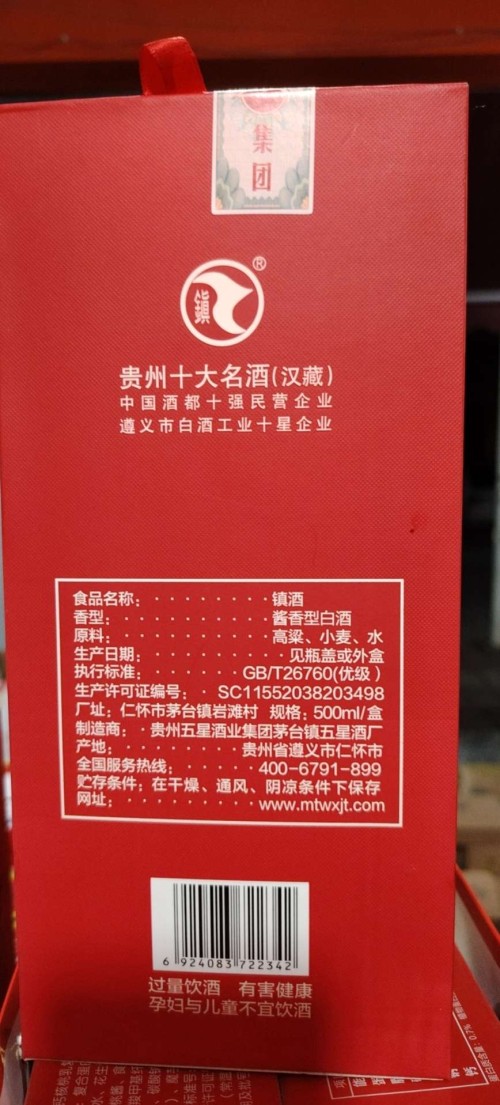 集
团
鎮
®
贵州十大名酒(汉藏)
中国酒都十强民营企业
遵义市白酒工业十星企业
食品名称：·········镇酒
香型：··········酱香型白酒
原料：·········高粱、小麦、水
生产日期：·········见瓶盖或外盒
执行标准：·······GB/T26760(优级)
生产许可证编号：· SC11552038203498
厂址：仁怀市茅台镇岩滩村 规格：500ml/盒
制造商：·贵州五星酒业集团茅台镇五星酒厂
产地：·········贵州省遵义市仁怀市
全国服务热线：······400-6791-899
贮存条件：在干燥、通风、阴凉条件下保存
网址：·········www.mtwxjt.com
6 924083 722342
过量饮酒 有害健康
孕妇与儿童不宜饮酒